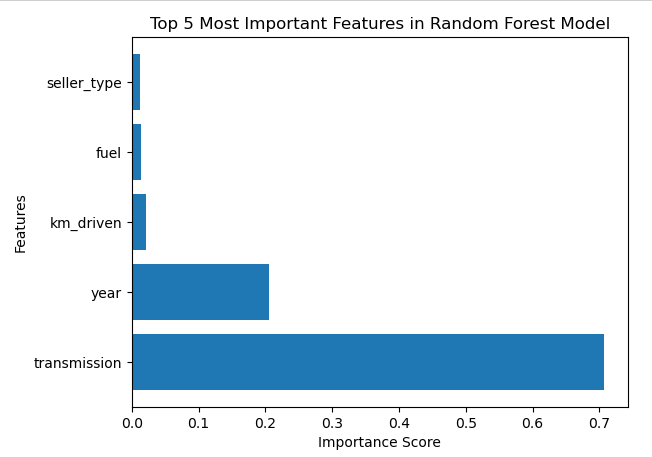 Top 5 Most Important Features in Random Forest Model
seller_type
fuel
km_driven
year
transmission
Features
0.0 0.1 0.2 0.3 0.4 0.5 0.6 0.7
Importance Score